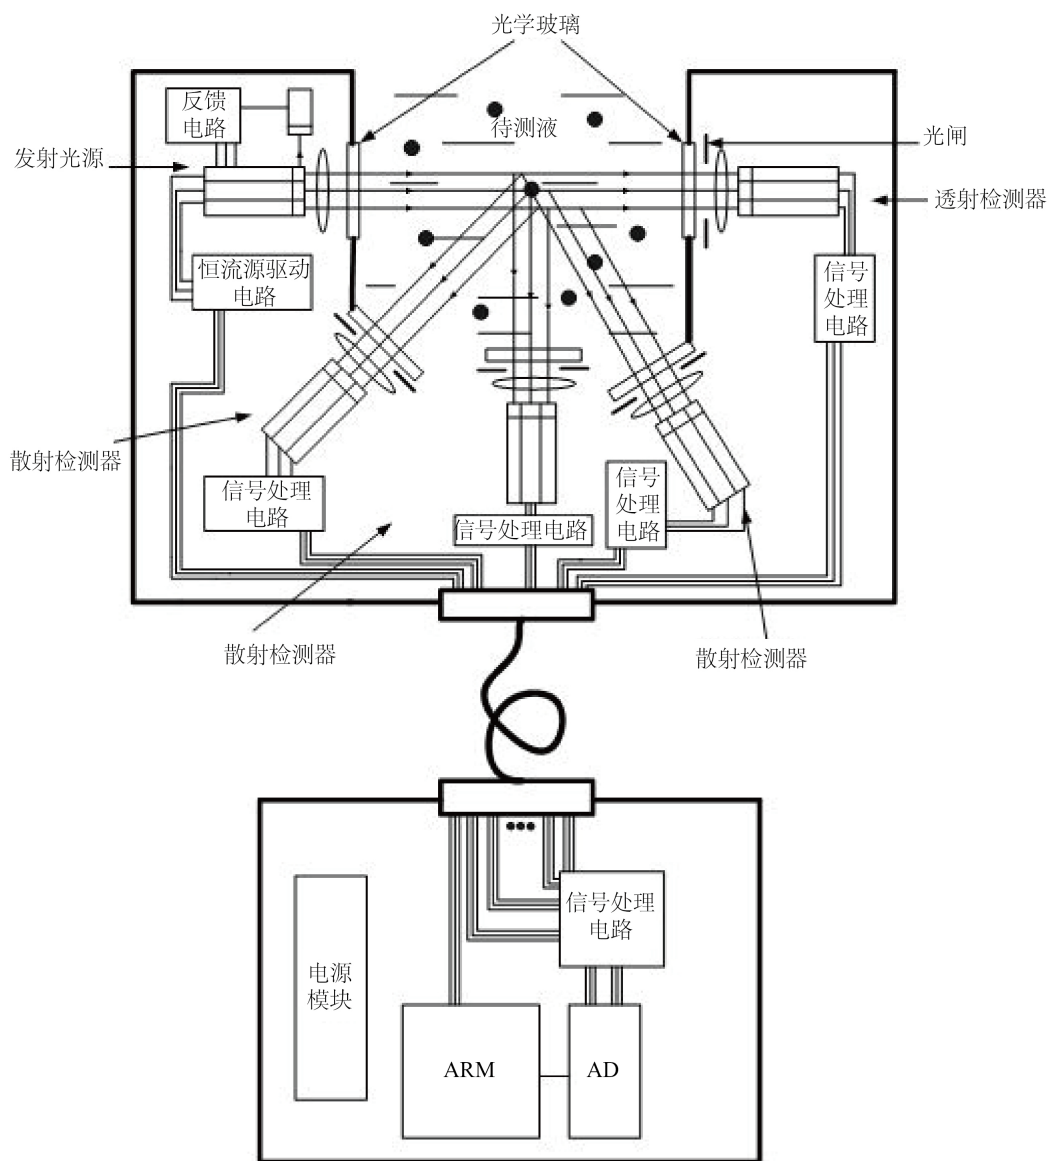 光学玻璃
反馈
电路
待测液
光闸
发射光源
透射检测器
恒流源驱动
电路
信号
处理
电路
散射检测器
信号处理
电路
信号
处理
电路
信号处理电路
散射检测器
散射检测器
信号处理
电路
电源
模块
ARM
AD